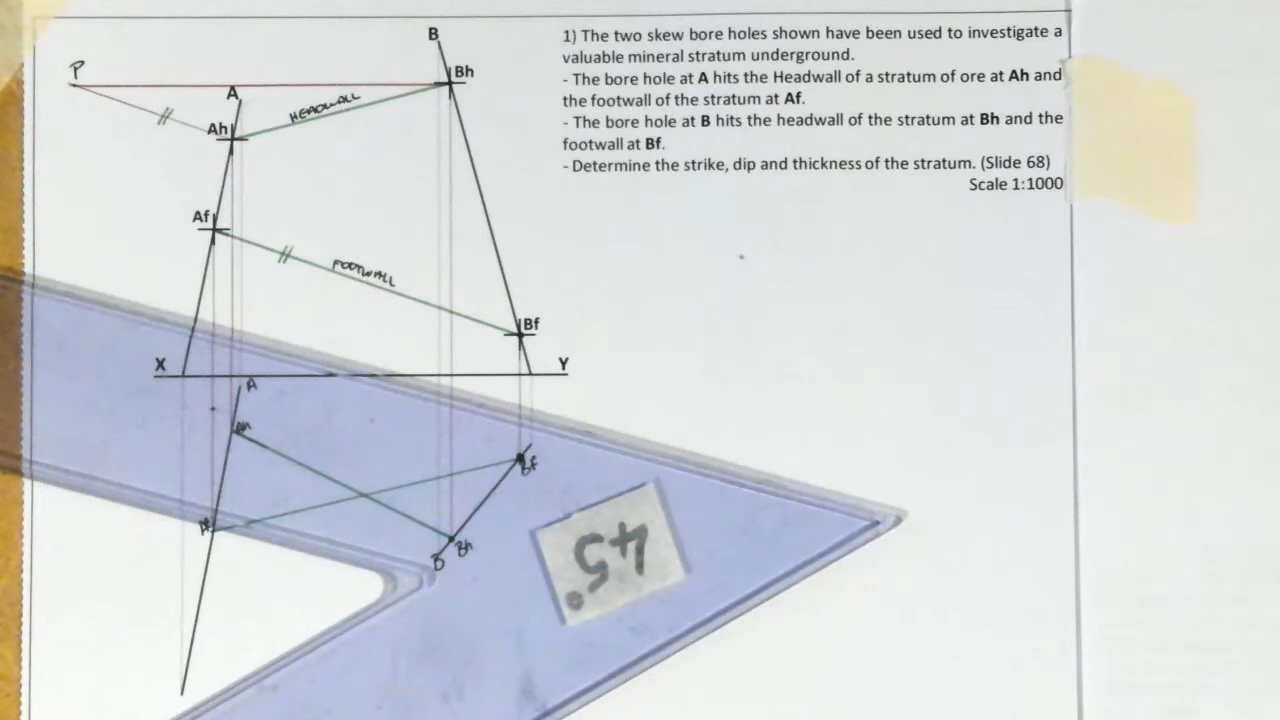 1) The two skew bore holes shown have been used to investigate a
valuable mineral stratum underground.
- The bore hole at A hits the Headwall of a stratum of ore at Ah and
the footwall of the stratum at Af.
- The bore hole at B hits the headwall of the stratum at Bh and the
footwall at Bf.
- Determine the strike, dip and thickness of the stratum. (Slide 68)
Scale 1:1000
B
P
Bh
A
HEADWALL
Ah
Af
FOOTWALL
Bf
X
Y
A
Ah
Bf
Af
B
Bh
45°